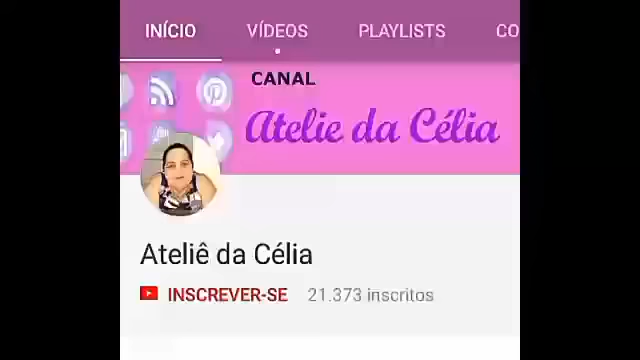 INÍCIO VÍDEOS PLAYLISTS CO
CANAL
Atelie da Célia
Ateliê da Célia
INSCREVER-SE 21.373 inscritos